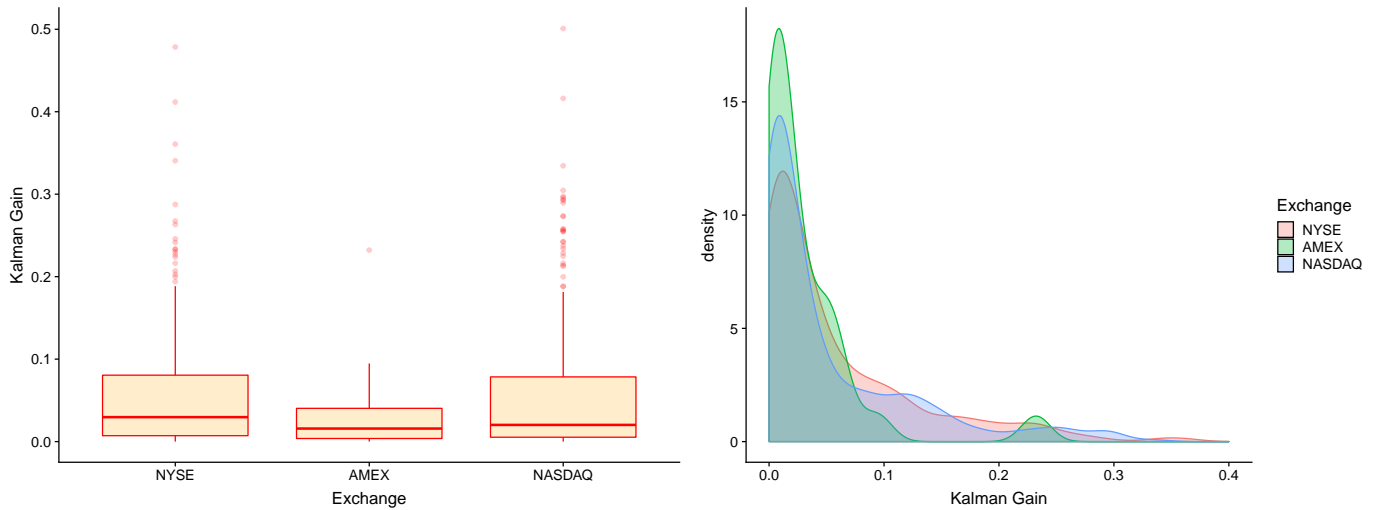 Kalman Gain
0.5
0.4
0.3
0.2
0.1
0.0
NYSE
AMEX
NASDAQ
Exchange
density
15
10
5
0
0.0
0.1
0.2
0.3
0.4
Kalman Gain
Exchange
NYSE
AMEX
NASDAQ